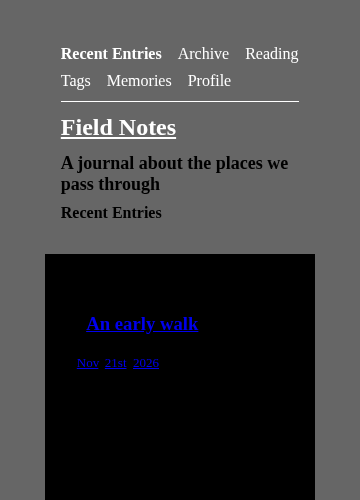 Recent Entries Archive Reading
Tags Memories Profile
Field Notes
A journal about the places we
pass through
Recent Entries
An early walk
Nov 21st 2026